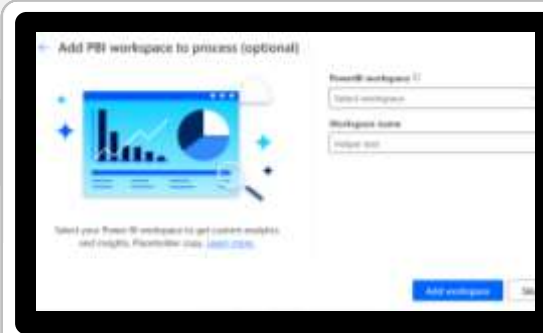 Add PBI workspace to process (optional)
PowerBI workspace
Select workspace
Workspace name
Helper text
Select your Power BI workspace to get custom analytics
and insights. Placeholder copy. Learn more.
Add workspace